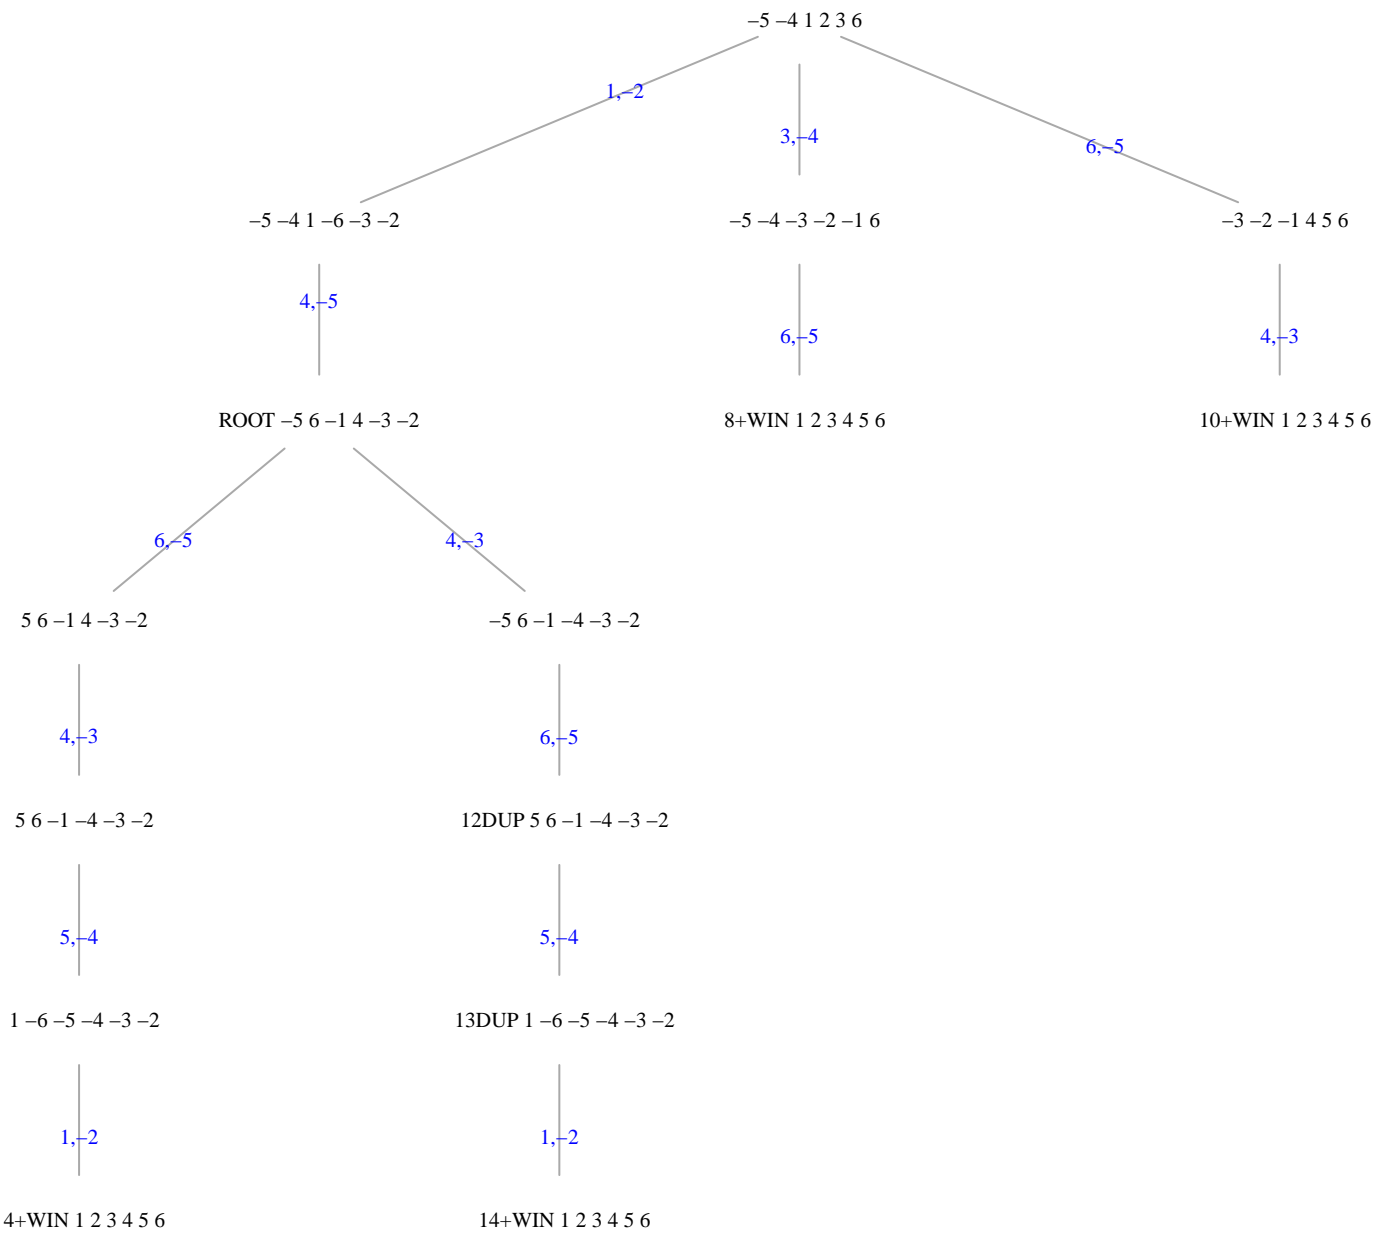 –5 –4 1 2 3 6
1,–2
3,–4
6,–5
–5 –4 1 –6 –3 –2
–5 –4 –3 –2 –1 6
–3 –2 –1 4 5 6
4,–5
6,–5
4,–3
ROOT –5 6 –1 4 –3 –2
8+WIN 1 2 3 4 5 6
10+WIN 1 2 3 4 5 6
6,–5
4,–3
5 6 –1 4 –3 –2
–5 6 –1 –4 –3 –2
4,–3
6,–5
5 6 –1 –4 –3 –2
12DUP 5 6 –1 –4 –3 –2
5,–4
5,–4
1 –6 –5 –4 –3 –2
13DUP 1 –6 –5 –4 –3 –2
1,–2
1,–2
4+WIN 1 2 3 4 5 6
14+WIN 1 2 3 4 5 6